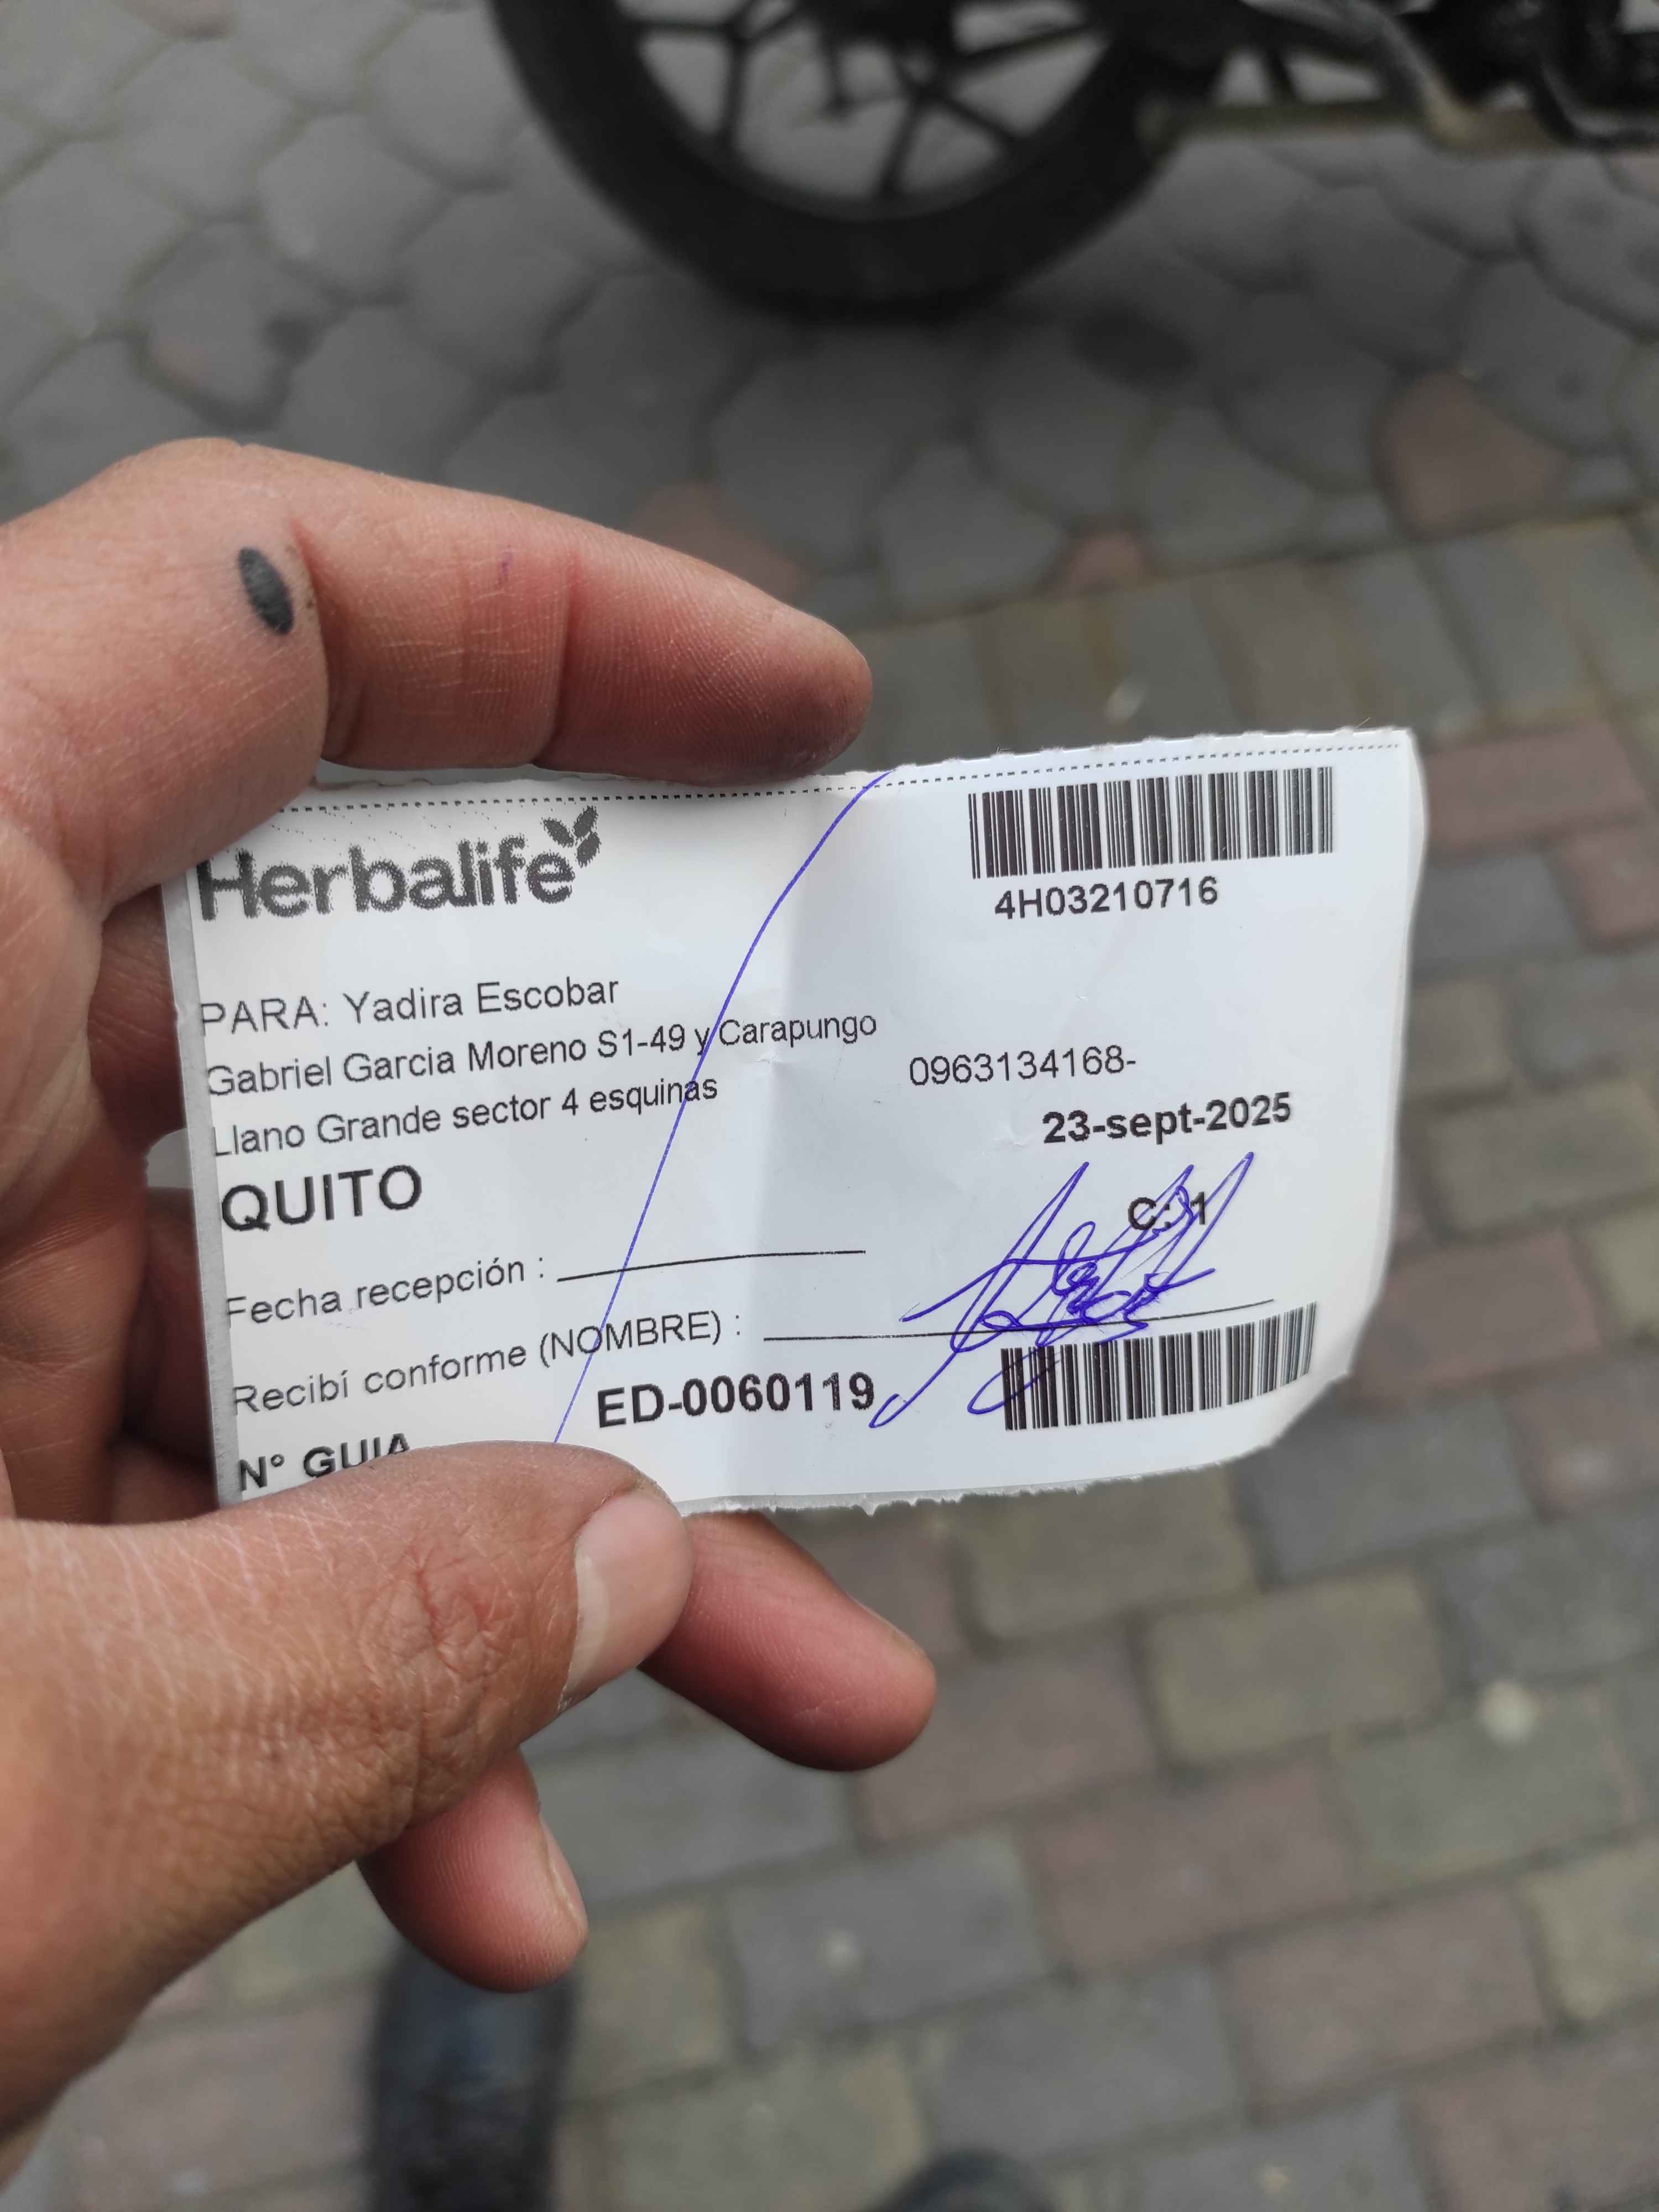 Herbalife
4H03210716
PARA: Yadira Escobar
Gabriel Garcia Moreno S1-49 y Carapungo
0963134168-
Llano Grande sector 4 esquinas
23-sept-2025
QUITO
C: 1
Fecha recepción :
Recibí conforme (NOMBRE) :
N° GUIA
ED-0060119